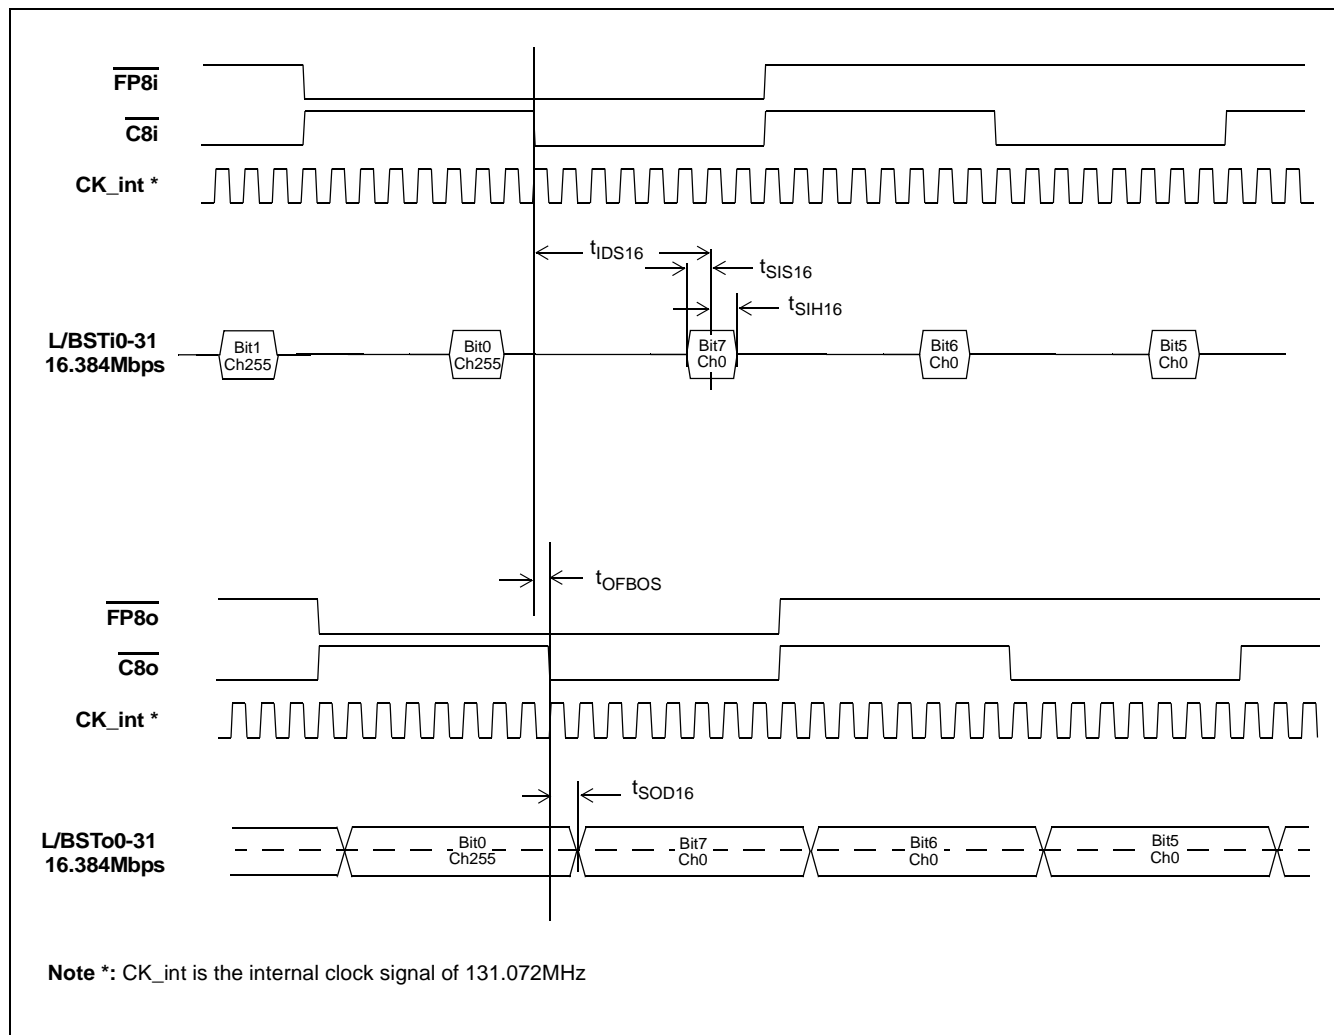 FP8i
C8i
CK_int *
tIDS16
tSIS16
tSIH16
L/BSTi0-31
16.384Mbps
Bit1
Ch255
Bit0
Ch255
Bit7
Ch0
Bit6
Ch0
Bit5
Ch0
tOFBOS
FP8o
C8o
CK_int *
tSOD16
L/BSTo0-31
16.384Mbps
Bit0
Ch255
Bit7
Ch0
Bit6
Ch0
Bit5
Ch0
Note *: CK_int is the internal clock signal of 131.072MHz